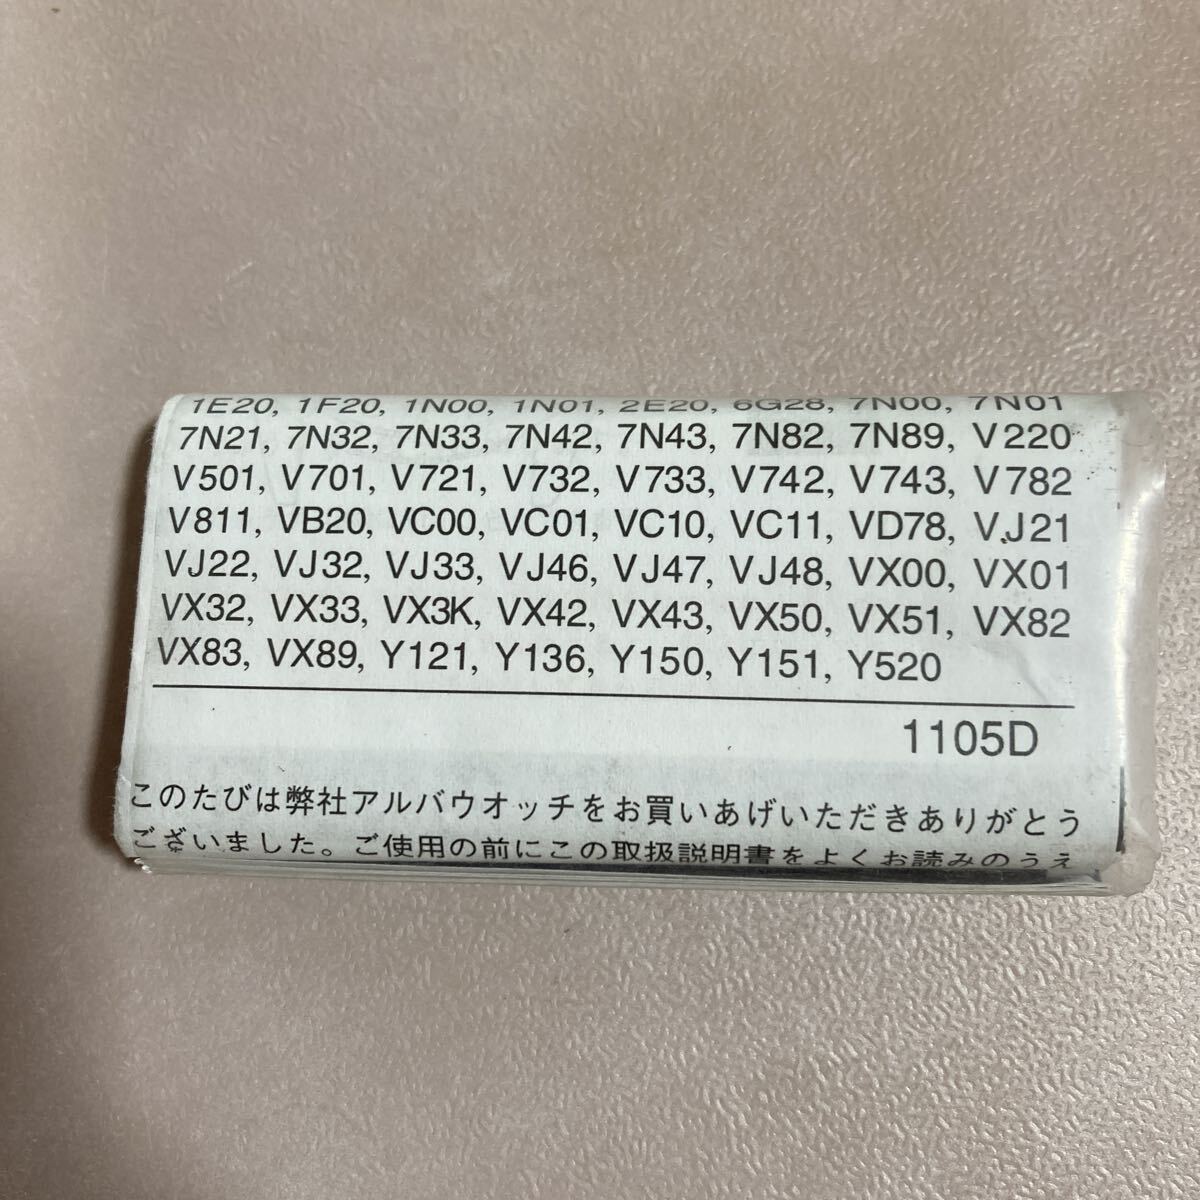 1E20, 1F20, 1N00, 1N01, 2E20, 6G28, 7N00, 7N01
7N21, 7N32, 7N33, 7N42, 7N43, 7N82, 7N89, V220
V501, V701, V721, V732, V733, V742, V743, V782
V811, VB20, VC00, VC01, VC10, VC11, VD78, VJ21
VJ22, VJ32, VJ33, VJ46, VJ47, VJ48, VX00, VX01
VX32, VX33, VX3K, VX42, VX43, VX50, VX51, VX82
VX83, VX89, Y121, Y136, Y150, Y151, Y520
1105D
このたびは弊社アルバウオッチをお買いあげいただきありがとう
ございました。ご使用の前にこの取扱説明書をよくお読みのうえ